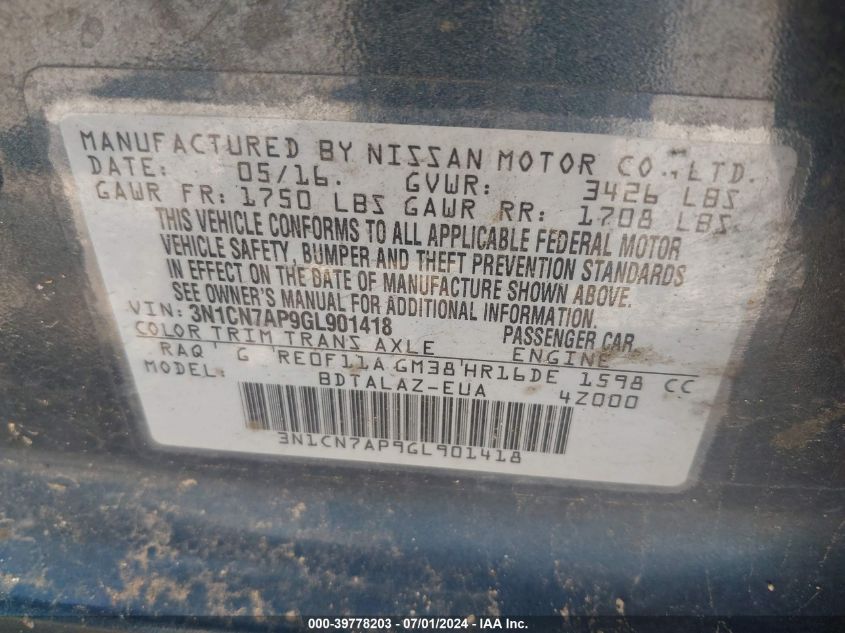 MANUFACTURED BY NISSAN MOTOR CO.,LTD.
DATE: 05/16. GVWR: 3426 LBS
GAWR FR: 1750 LBS GAWR RR: 1708 LBS
THIS VEHICLE CONFORMS TO ALL APPLICABLE FEDERAL MOTOR
VEHICLE SAFETY, BUMPER AND THEFT PREVENTION STANDARDS
IN EFFECT ON THE DATE OF MANUFACTURE SHOWN ABOVE.
SEE OWNER'S MANUAL FOR ADDITIONAL INFORMATION.
VIN: 3N1CN7AP9GL901418 PASSENGER CAR
COLOR TRIM TRANS AXLE ENGINE
RAQ G RE0F11A GM38 HR16DE 1598 CC
MODEL: BDTALAZ-EUA 4Z000
3N1CN7AP9GL901418
000-39778203 - 07/01/2024 - IAAI.com, Inc.